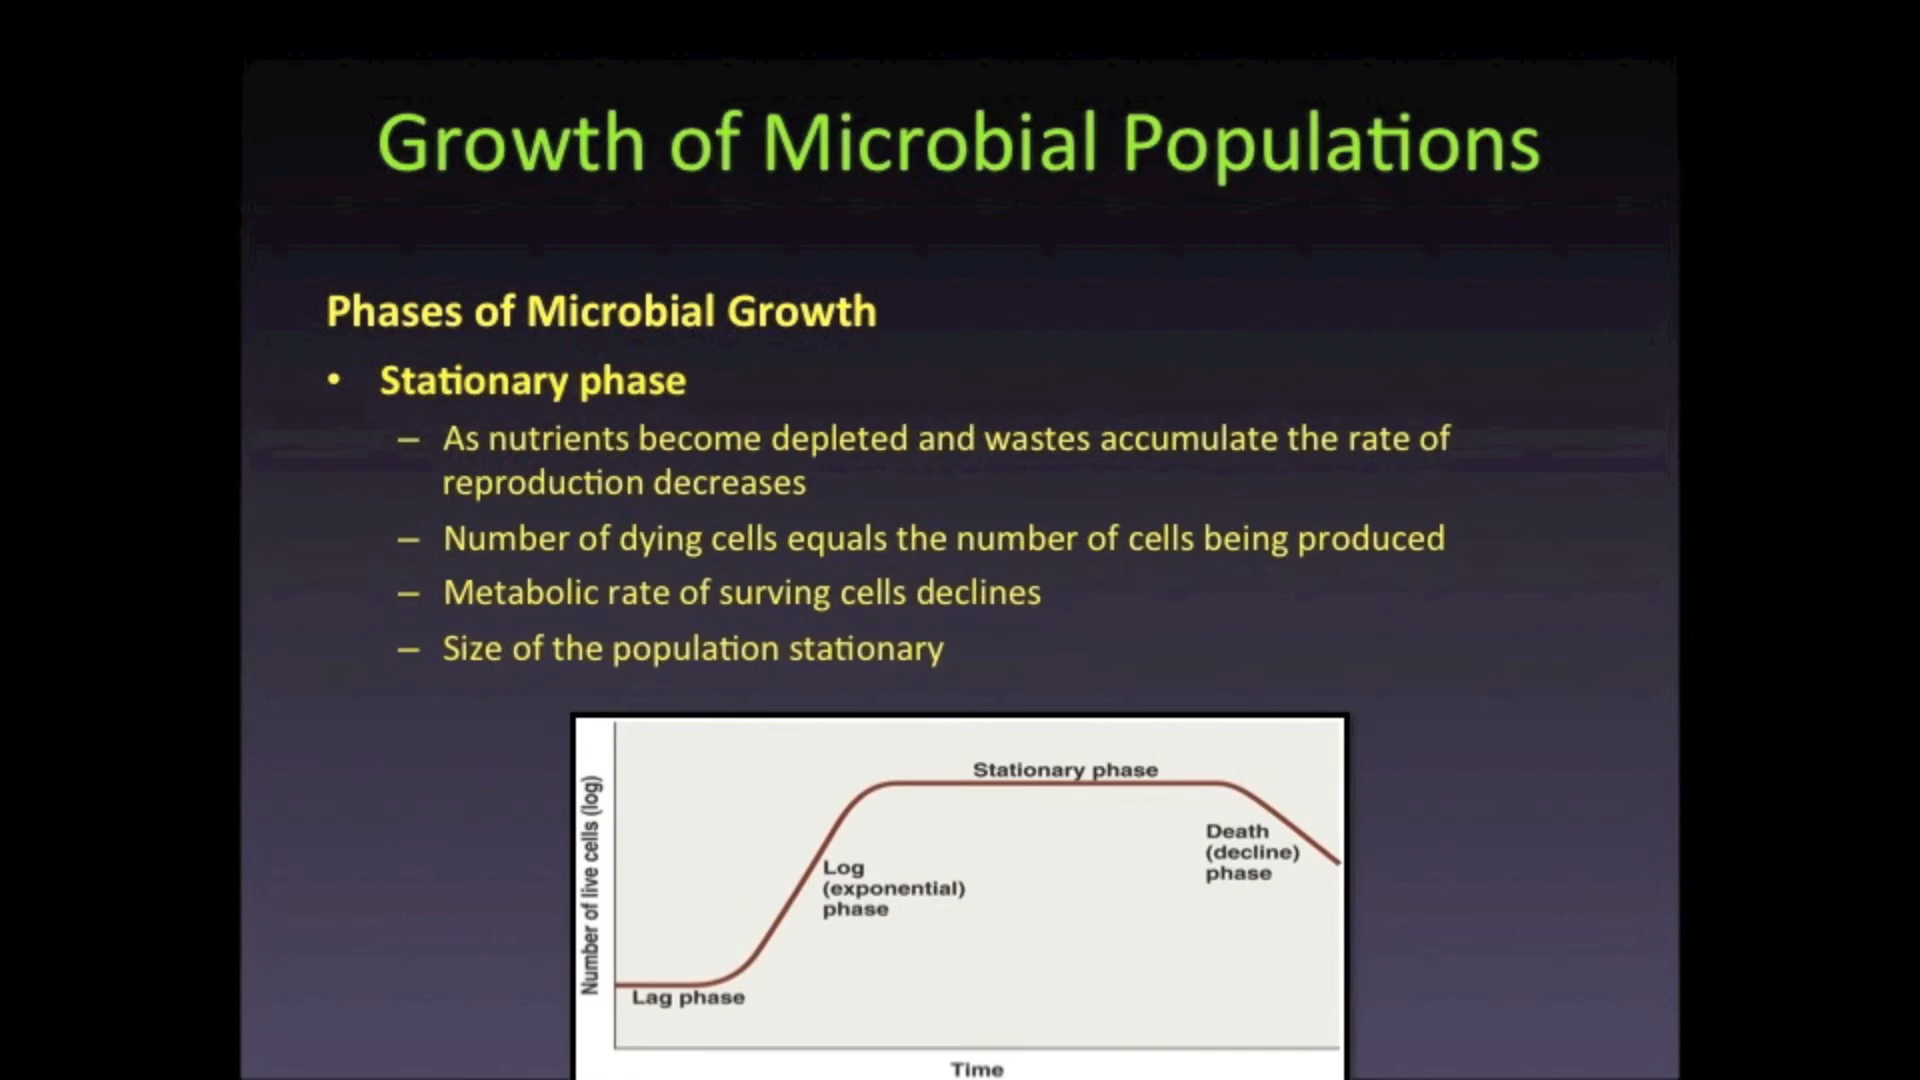 Growth of Microbial Populations
Phases of Microbial Growth
• Stationary phase
– As nutrients become depleted and wastes accumulate the rate of
reproduction decreases
– Number of dying cells equals the number of cells being produced
– Metabolic rate of surving cells declines
– Size of the population stationary
Number of live cells (log)
Stationary phase
Death
(decline)
phase
Log
(exponential)
phase
Lag phase
Time